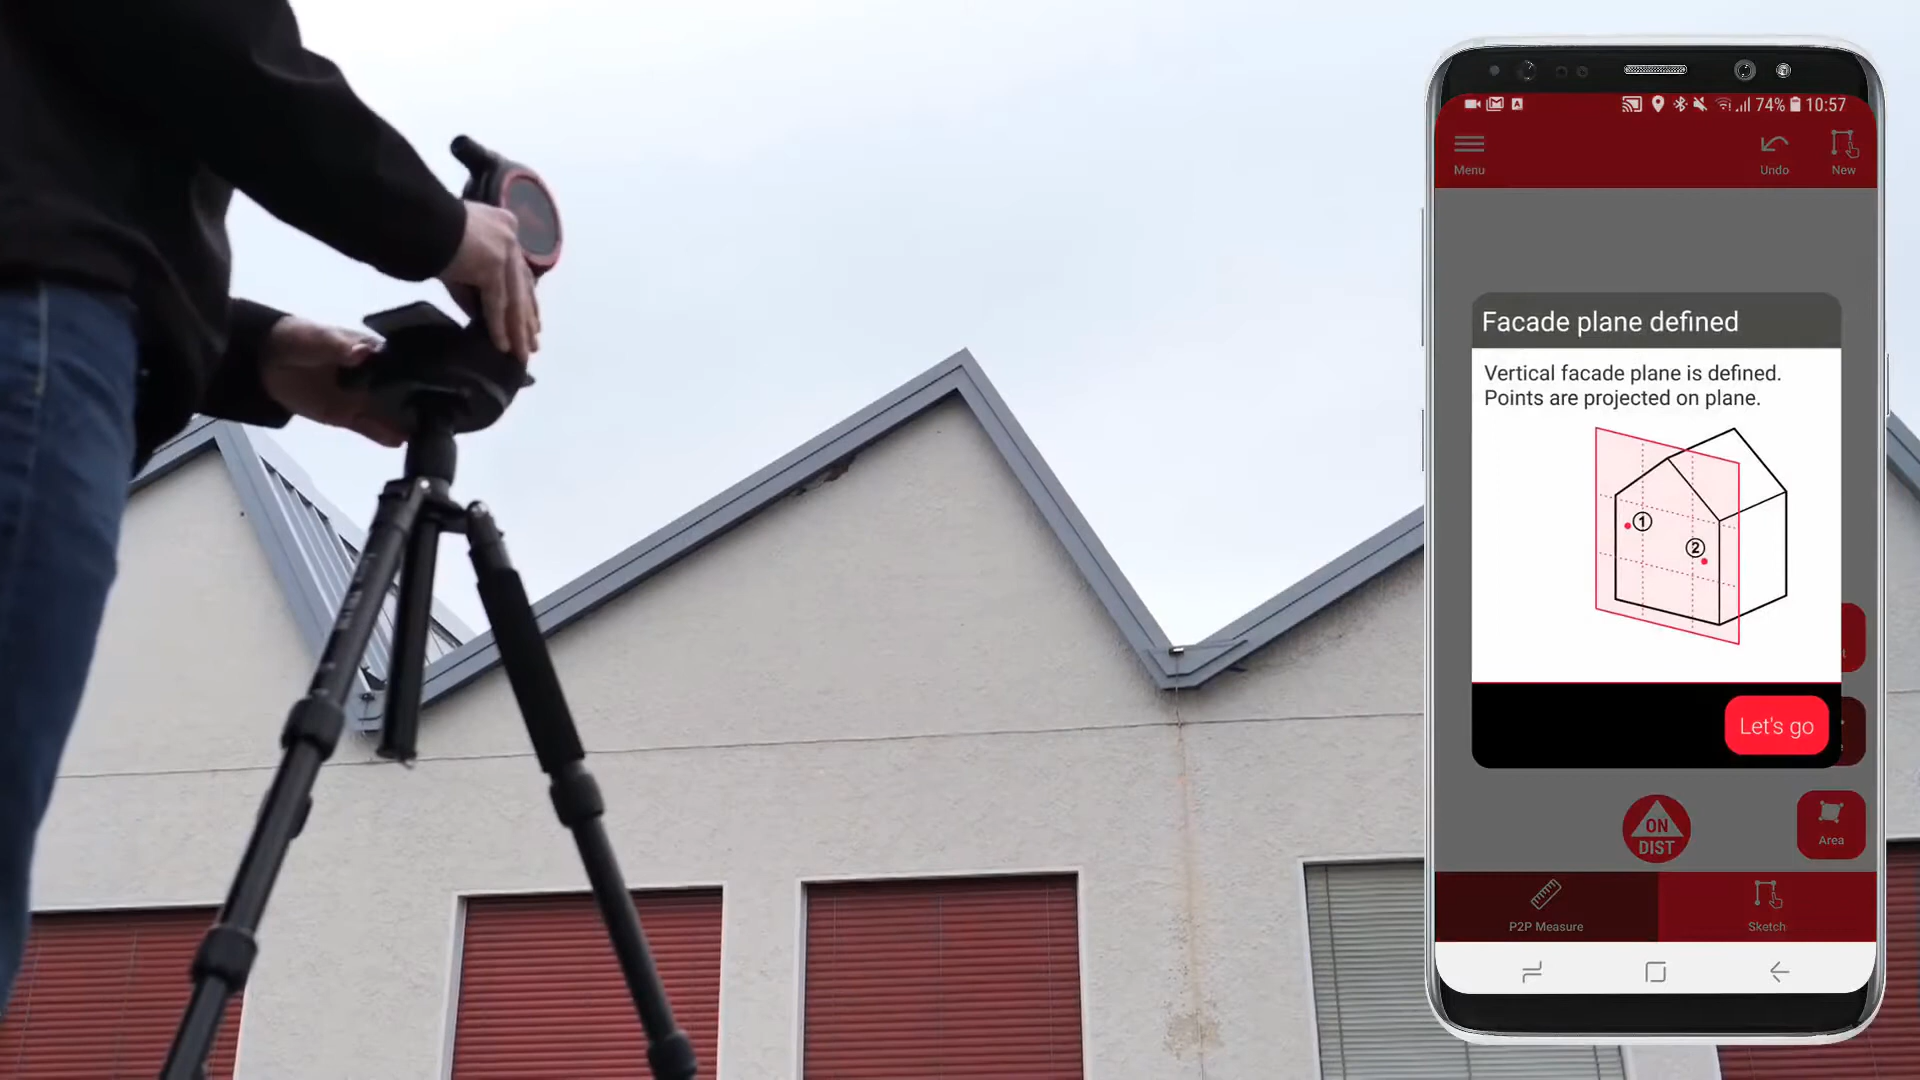 74% 10:57
Menu
Undo
New
Facade plane defined
Vertical facade plane is defined.
Points are projected on plane.
1
2
Let's go
ON
DIST
Area
P2P Measure
Sketch